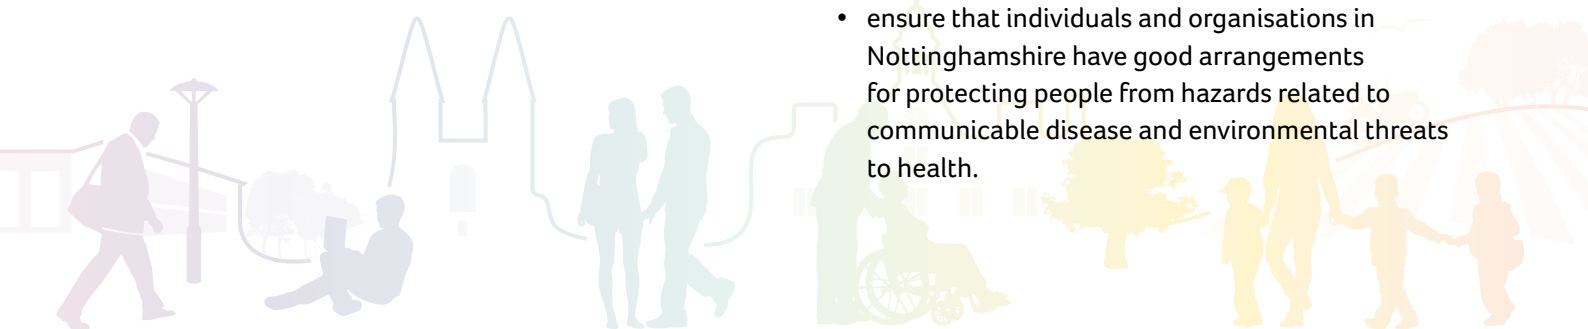 • ensure that individuals and organisations in
Nottinghamshire have good arrangements
for protecting people from hazards related to
communicable disease and environmental threats
to health.